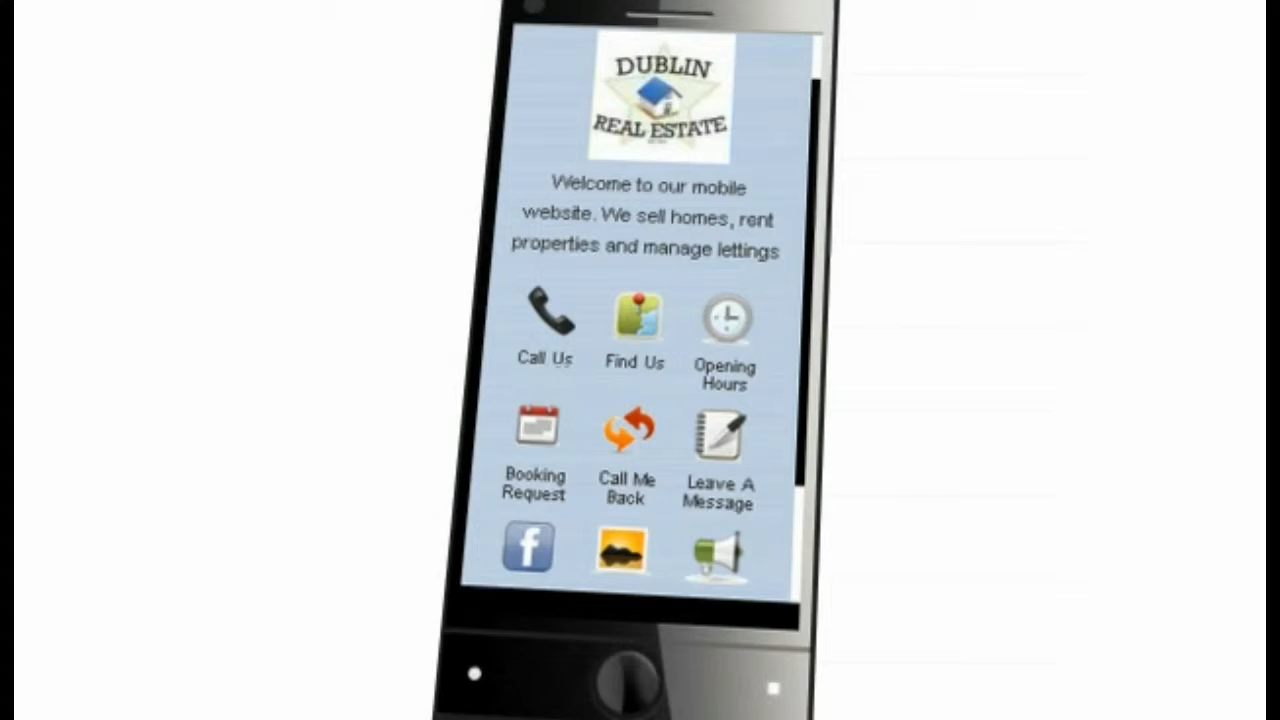 DUBLIN
REAL ESTATE
Welcome to our mobile
website. We sell homes, rent
properties and manage lettings
Call Us
Find Us
Opening
Hours
Booking
Request
Call Me
Back
Leave A
Message
f